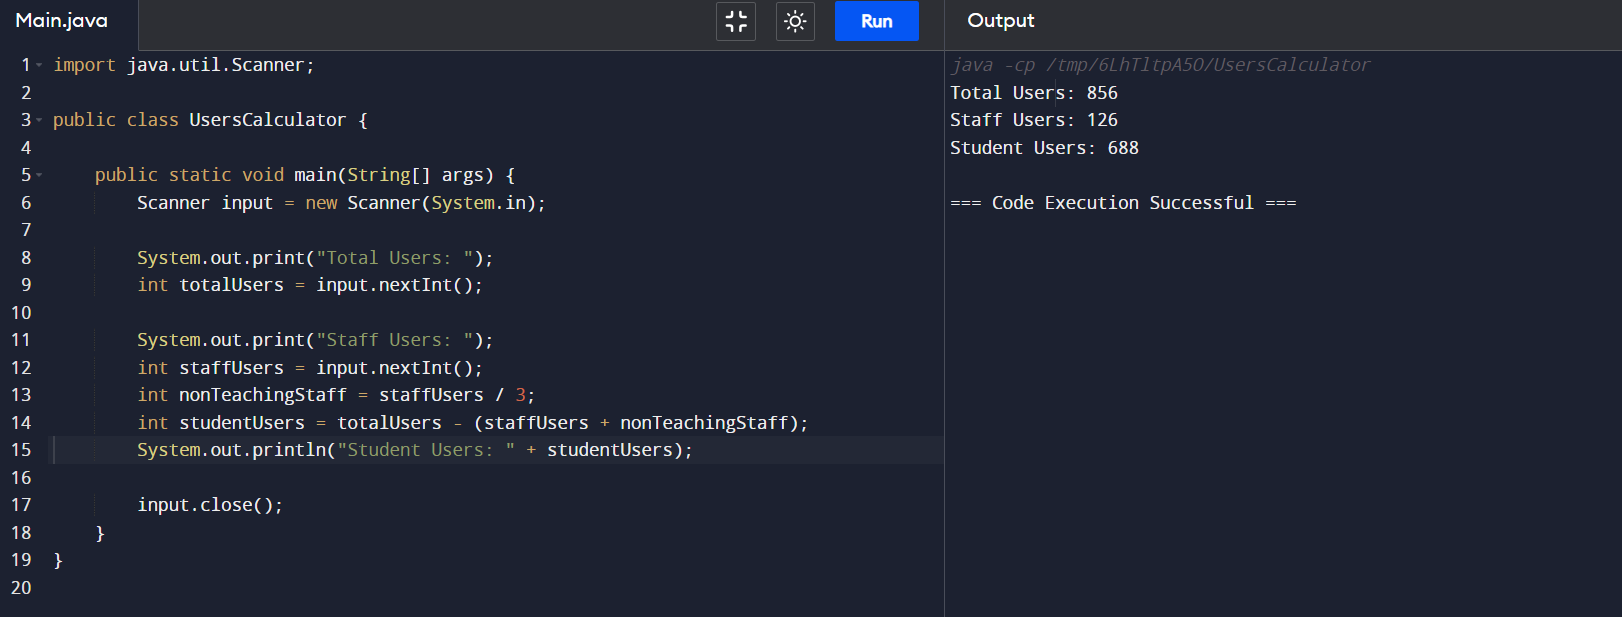 Main.java
Run
Output
1 import java.util.Scanner;
2
3 public class UsersCalculator {
4
5     public static void main(String[] args) {
6         Scanner input = new Scanner(System.in);
7
8         System.out.print("Total Users: ");
9         int totalUsers = input.nextInt();
10
11         System.out.print("Staff Users: ");
12         int staffUsers = input.nextInt();
13         int nonTeachingStaff = staffUsers / 3;
14         int studentUsers = totalUsers - (staffUsers + nonTeachingStaff);
15         System.out.println("Student Users: " + studentUsers);
16
17         input.close();
18     }
19 }
20
java -cp /tmp/6LhTltpA5O/UsersCalculator
Total Users: 856
Staff Users: 126
Student Users: 688
=== Code Execution Successful ===